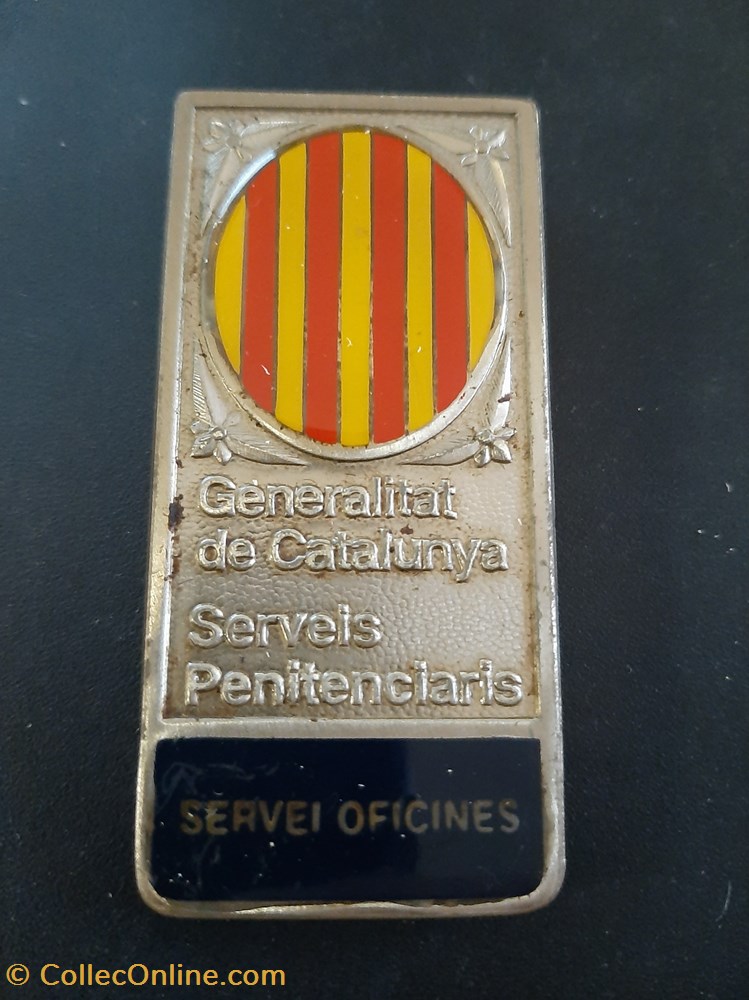 Generalitat
de Catalunya
Serveis
Penitenciaris
SERVEI OFICINES
© CollecOnline.com